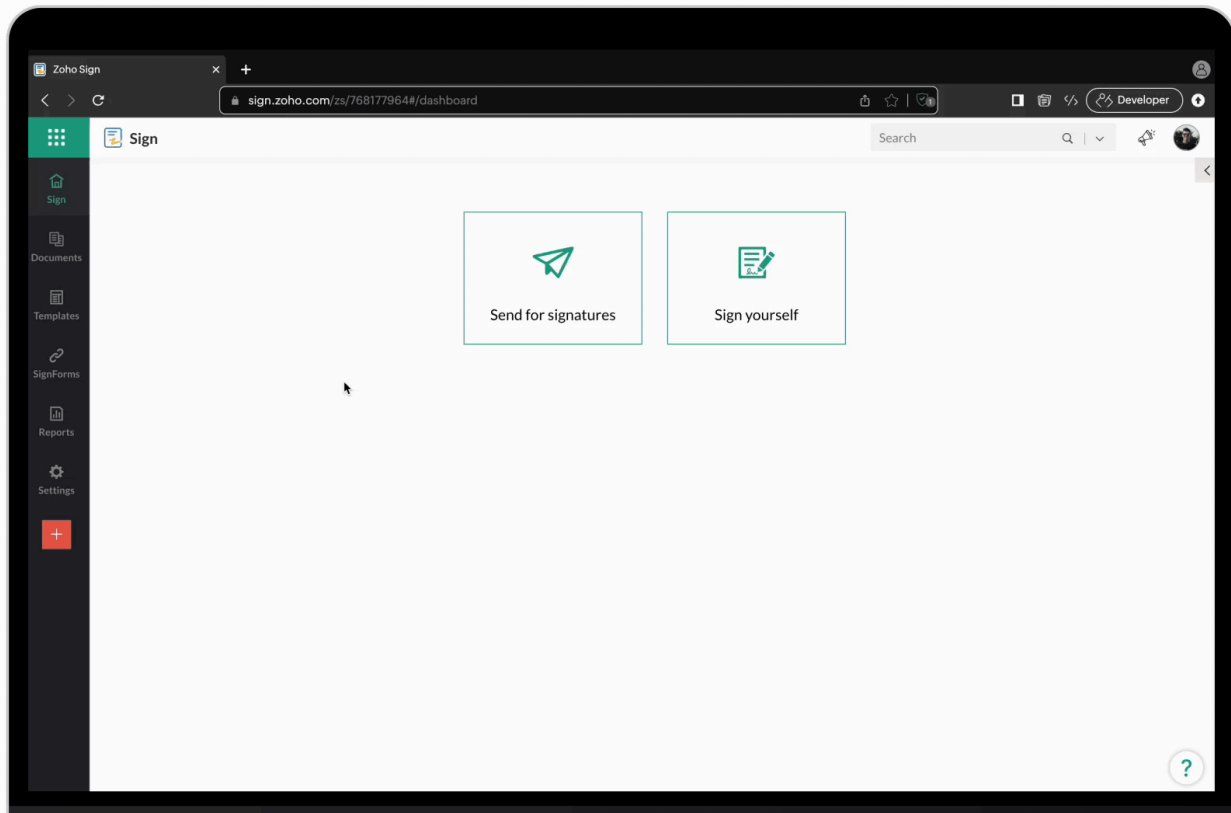 Zoho Sign
sign.zoho.com/zs/768177964#/dashboard
Developer
Sign
Search
Sign
Documents
Templates
SignForms
Reports
Settings
Send for signatures
Sign yourself
?